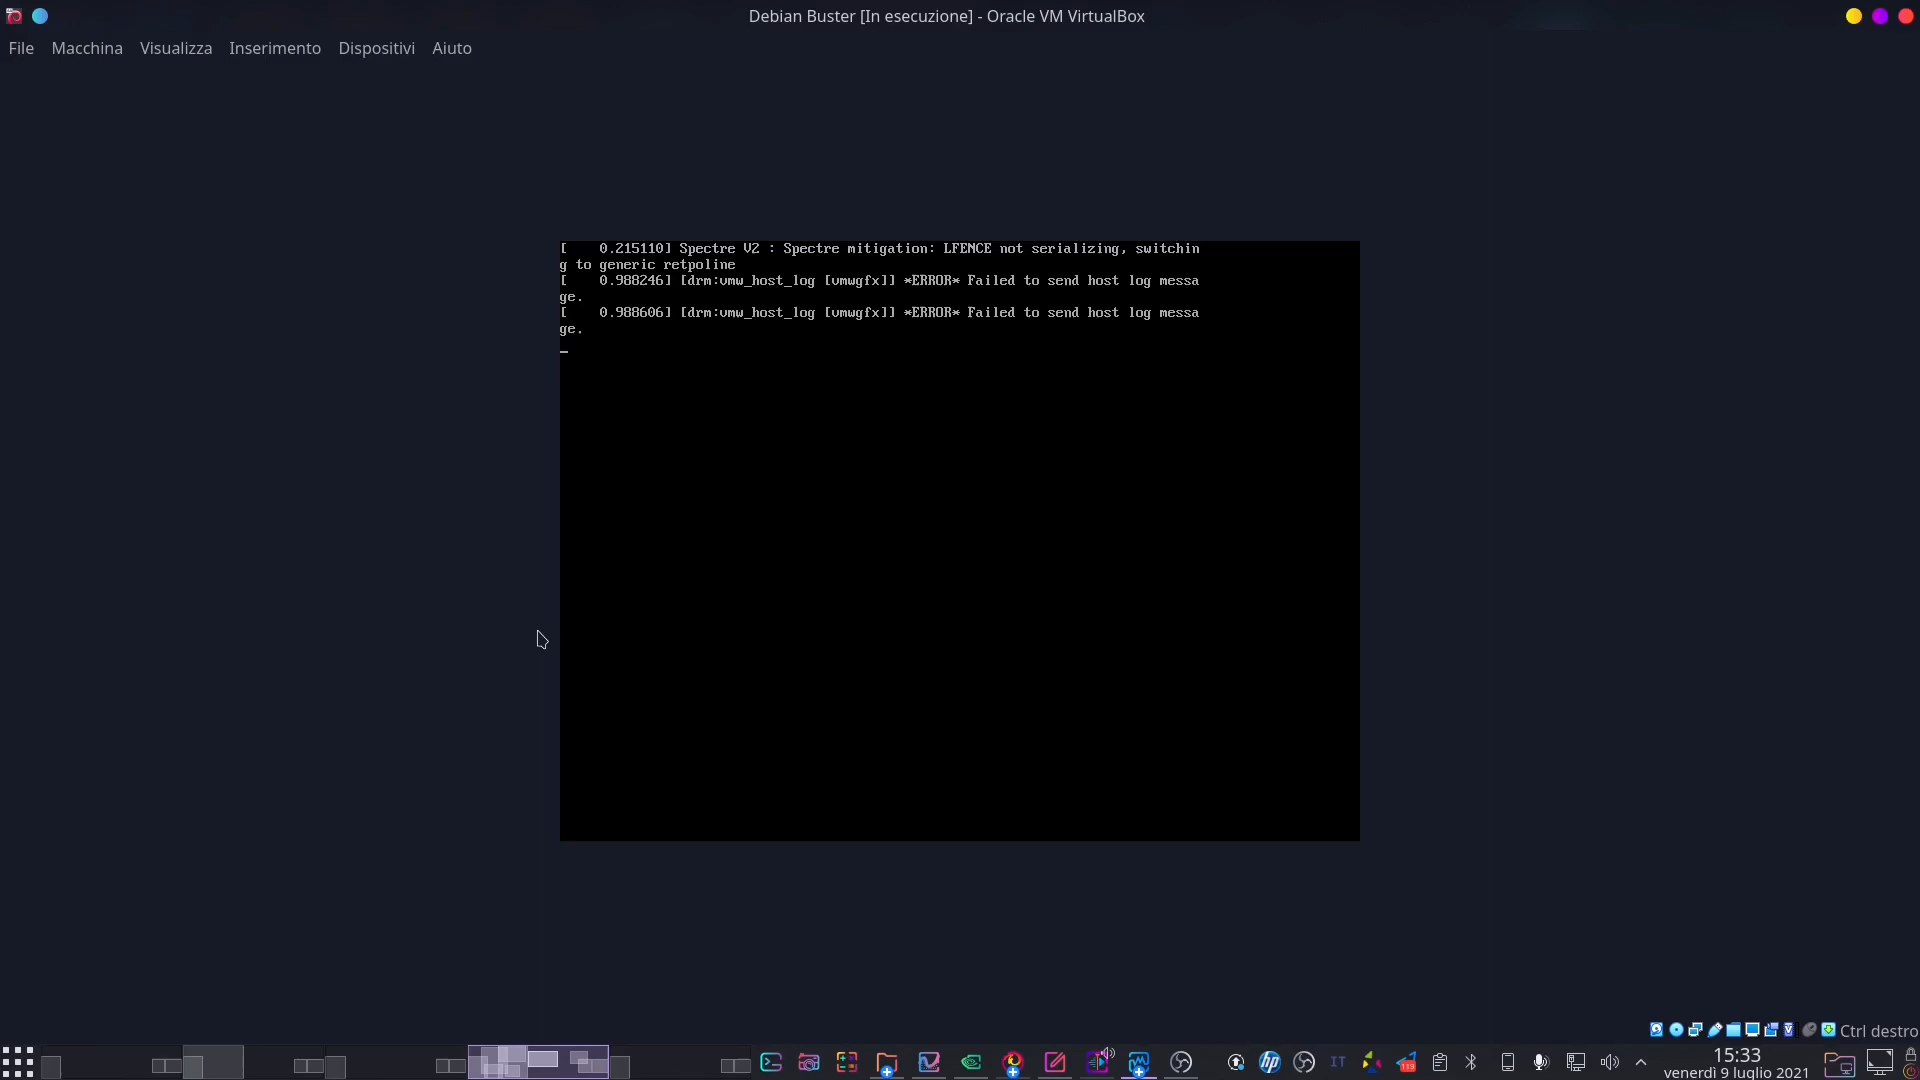 Debian Buster [In esecuzione] - Oracle VM VirtualBox
File Macchina Visualizza Inserimento Dispositivi Aiuto
[    0.215110] Spectre V2 : Spectre mitigation: LFENCE not serializing, switchin
g to generic retpoline
[    0.988246] [drm:vmw_host_log [vmwgfx]] *ERROR* Failed to send host log messa
ge.
[    0.988606] [drm:vmw_host_log [vmwgfx]] *ERROR* Failed to send host log messa
ge.
Ctrl destro
hp
IT
119
15:33
venerdì 9 luglio 2021